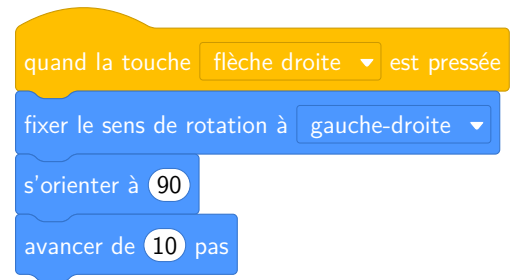 quand la touche flèche droite est pressée
fixer le sens de rotation à gauche-droite
s'orienter à 90
avancer de 10 pas